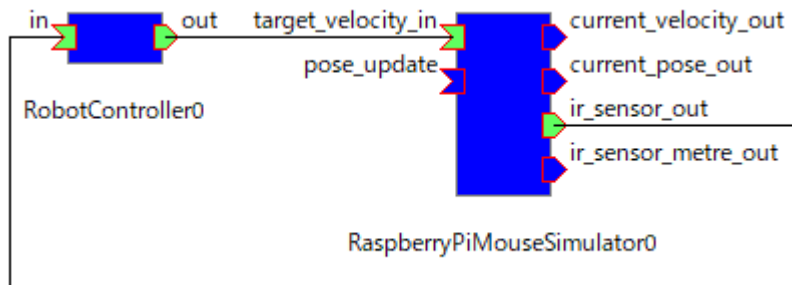 in
out
RobotController0
target_velocity_in
pose_update
current_velocity_out
current_pose_out
ir_sensor_out
ir_sensor_metre_out
RaspberryPiMouseSimulator0